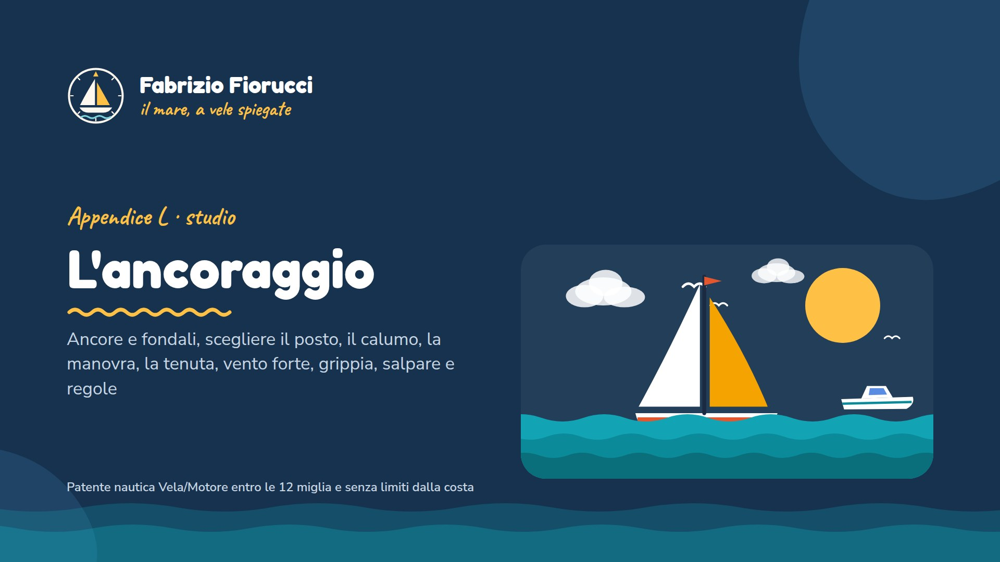 Fabrizio Fiorucci
il mare, a vele spiegate
Appendice L · studio
L'ancoraggio
Ancore e fondali, scegliere il posto, il calumo, la
manovra, la tenuta, vento forte, grippia, salpare e
regole
Patente nautica Vela/Motore entro le 12 miglia e senza limiti dalla costa